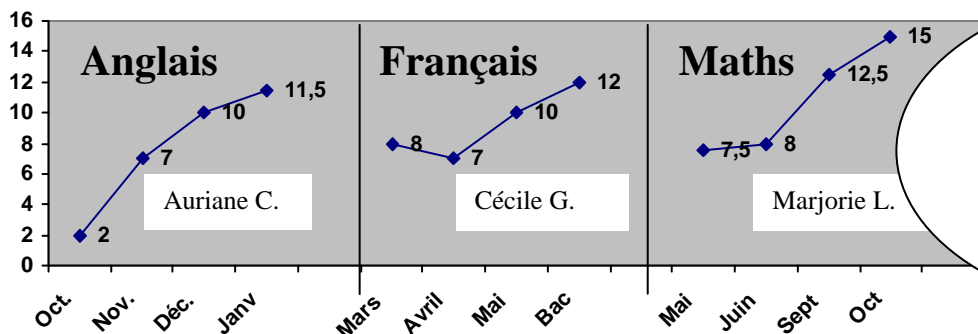 16
14
12
10
8
6
4
2
0
Anglais
Français
Maths
2
7
10
11,5
8
7
10
12
7,5
8
12,5
15
Auriane C.
Cécile G.
Marjorie L.
Oct.
Nov.
Déc.
Janv
Mars
Avril
Mai
Bac
Mai
Juin
Sept
Oct